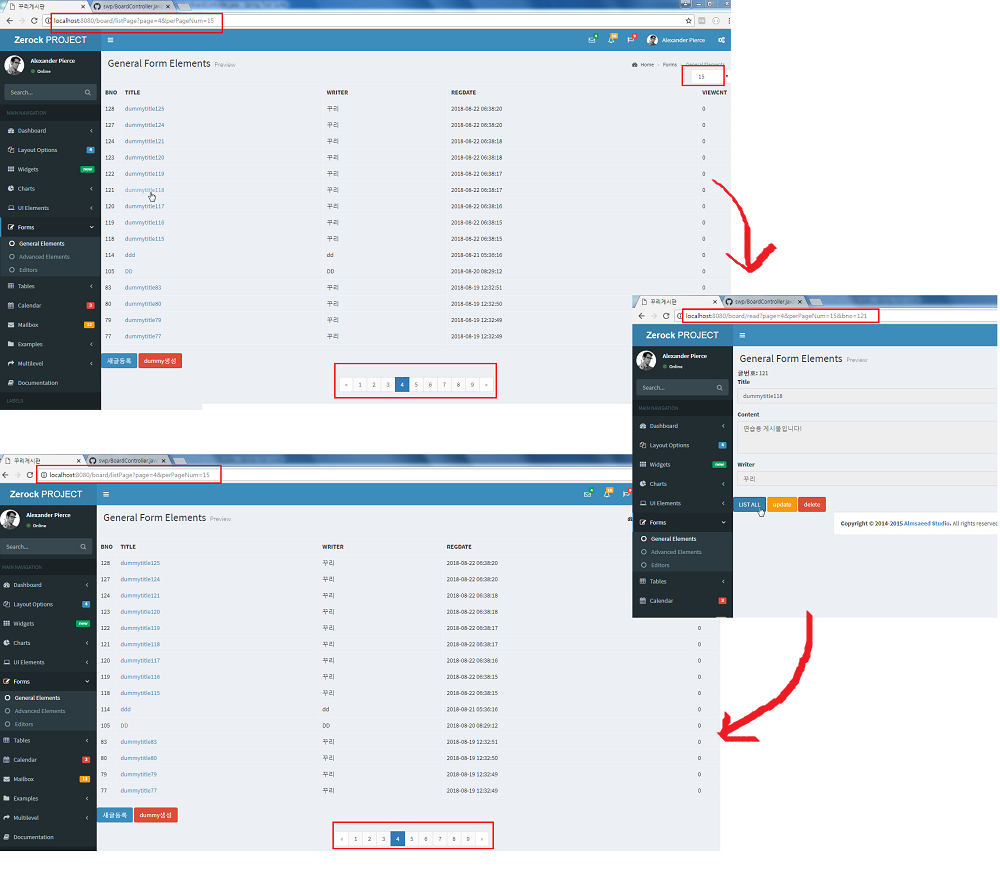 꾸리게시판
swp/BoardController.java
localhost:8080/board/listPage?page=4&perPageNum=15
Zerock PROJECT
Alexander Pierce
Alexander Pierce
Online
Search...
MAIN NAVIGATION
Dashboard
Layout Options 4
Widgets new
Charts
UI Elements
Forms
General Elements
Advanced Elements
Editors
Tables
Calendar 3
Mailbox 12
Examples
Multilevel
Documentation
LABELS
General Form Elements Preview
Home > Forms > General Elements
15
BNO TITLE WRITER REGDATE VIEWCNT
128 dummytitle125 꾸리 2018-08-22 06:38:20 0
127 dummytitle124 꾸리 2018-08-22 06:38:20 0
124 dummytitle121 꾸리 2018-08-22 06:38:18 0
123 dummytitle120 꾸리 2018-08-22 06:38:18 0
122 dummytitle119 꾸리 2018-08-22 06:38:17 0
121 dummytitle118 꾸리 2018-08-22 06:38:17 0
120 dummytitle117 꾸리 2018-08-22 06:38:16 0
119 dummytitle116 꾸리 2018-08-22 06:38:15 0
118 dummytitle115 꾸리 2018-08-22 06:38:15 0
114 ddd dd 2018-08-21 05:36:16 0
105 DD DD 2018-08-20 08:29:12 0
83 dummytitle83 꾸리 2018-08-19 12:32:51 0
80 dummytitle80 꾸리 2018-08-19 12:32:50 0
79 dummytitle79 꾸리 2018-08-19 12:32:49 0
77 dummytitle77 꾸리 2018-08-19 12:32:49 0
새글등록 dummy생성
« 1 2 3 4 5 6 7 8 9 »
꾸리게시판
swp/BoardController.java
localhost:8080/board/read?page=4&perPageNum=15&bno=121
Zerock PROJECT
Alexander Pierce
Online
Search...
MAIN NAVIGATION
Dashboard
Layout Options 4
Widgets new
Charts
UI Elements
Forms
General Elements
Advanced Elements
Editors
Tables
Calendar 3
General Form Elements Preview
글번호: 121
Title
dummytitle118
Content
연습용 게시물입니다!
Writer
꾸리
LIST ALL update delete
Copyright © 2014-2015 Almsaeed Studio. All rights reserved
꾸리게시판
swp/BoardController.java
localhost:8080/board/listPage?page=4&perPageNum=15
Zerock PROJECT
Alexander Pierce
Online
Search...
MAIN NAVIGATION
Dashboard
Layout Options 4
Widgets new
Charts
UI Elements
Forms
General Elements
Advanced Elements
Editors
Tables
Calendar 3
Mailbox 12
Examples
Multilevel
Documentation
General Form Elements Preview
BNO TITLE WRITER REGDATE
128 dummytitle125 꾸리 2018-08-22 06:38:20
127 dummytitle124 꾸리 2018-08-22 06:38:20
124 dummytitle121 꾸리 2018-08-22 06:38:18
123 dummytitle120 꾸리 2018-08-22 06:38:18
122 dummytitle119 꾸리 2018-08-22 06:38:17 0
121 dummytitle118 꾸리 2018-08-22 06:38:17 0
120 dummytitle117 꾸리 2018-08-22 06:38:16 0
119 dummytitle116 꾸리 2018-08-22 06:38:15 0
118 dummytitle115 꾸리 2018-08-22 06:38:15 0
114 ddd dd 2018-08-21 05:36:16 0
105 DD DD 2018-08-20 08:29:12 0
83 dummytitle83 꾸리 2018-08-19 12:32:51 0
80 dummytitle80 꾸리 2018-08-19 12:32:50 0
79 dummytitle79 꾸리 2018-08-19 12:32:49 0
77 dummytitle77 꾸리 2018-08-19 12:32:49 0
새글등록 dummy생성
« 1 2 3 4 5 6 7 8 9 »